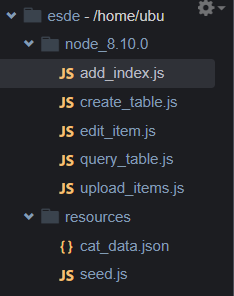 esde - /home/ubu
node_8.10.0
JS add_index.js
JS create_table.js
JS edit_item.js
JS query_table.js
JS upload_items.js
resources
{ } cat_data.json
JS seed.js